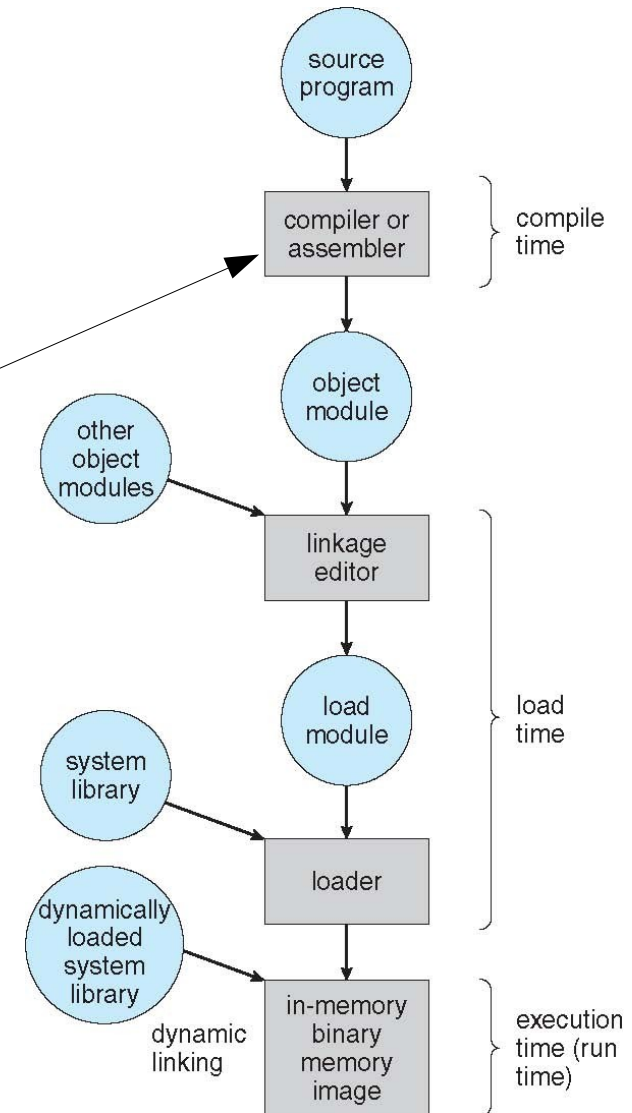 source
program
compiler or
assembler
compile
time
object
module
other
object
modules
linkage
editor
load
module
load
time
system
library
loader
dynamically
loaded
system
library
dynamic
linking
in-memory
binary
memory
image
execution
time (run
time)